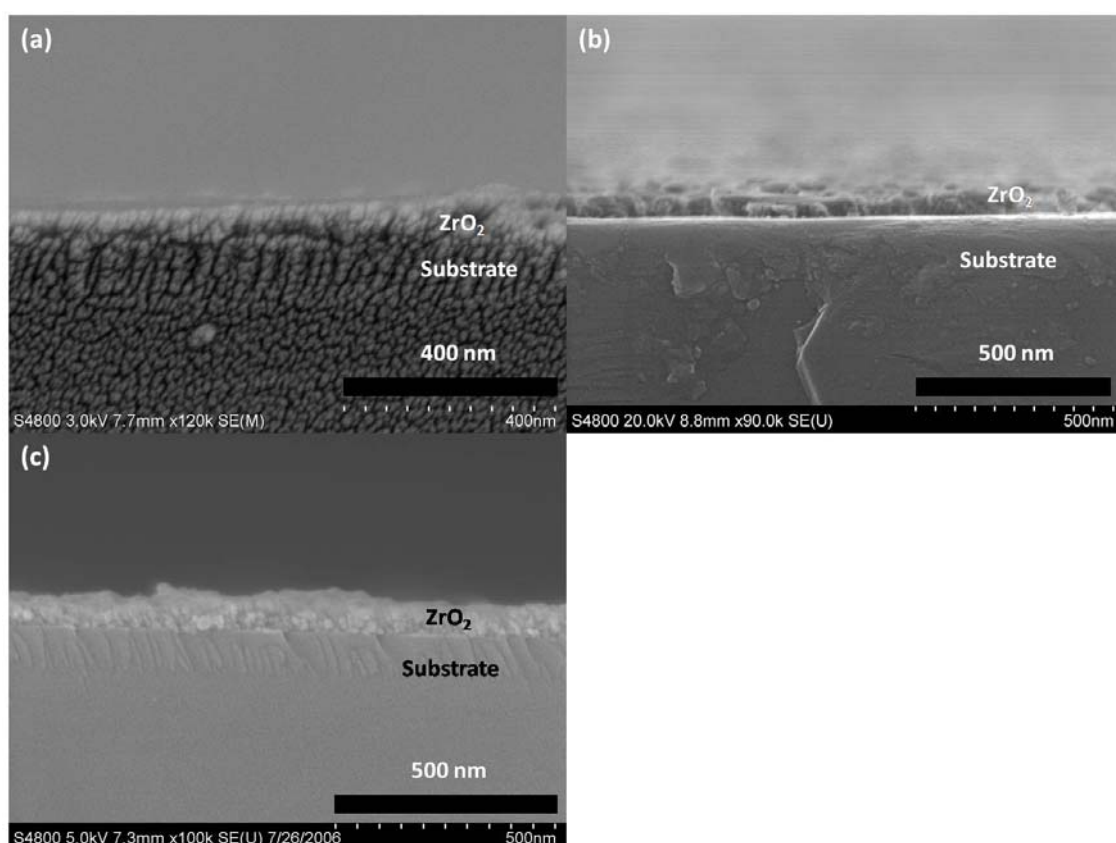 (a)
ZrO₂
Substrate
400 nm
S4800 3.0kV 7.7mm x120k SE(M)
400nm
(b)
ZrO₂
Substrate
500 nm
S4800 20.0kV 8.8mm x90.0k SE(U)
500nm
(c)
ZrO₂
Substrate
500 nm
S4800 5.0kV 7.3mm x100k SE(U) 7/26/2006
500nm